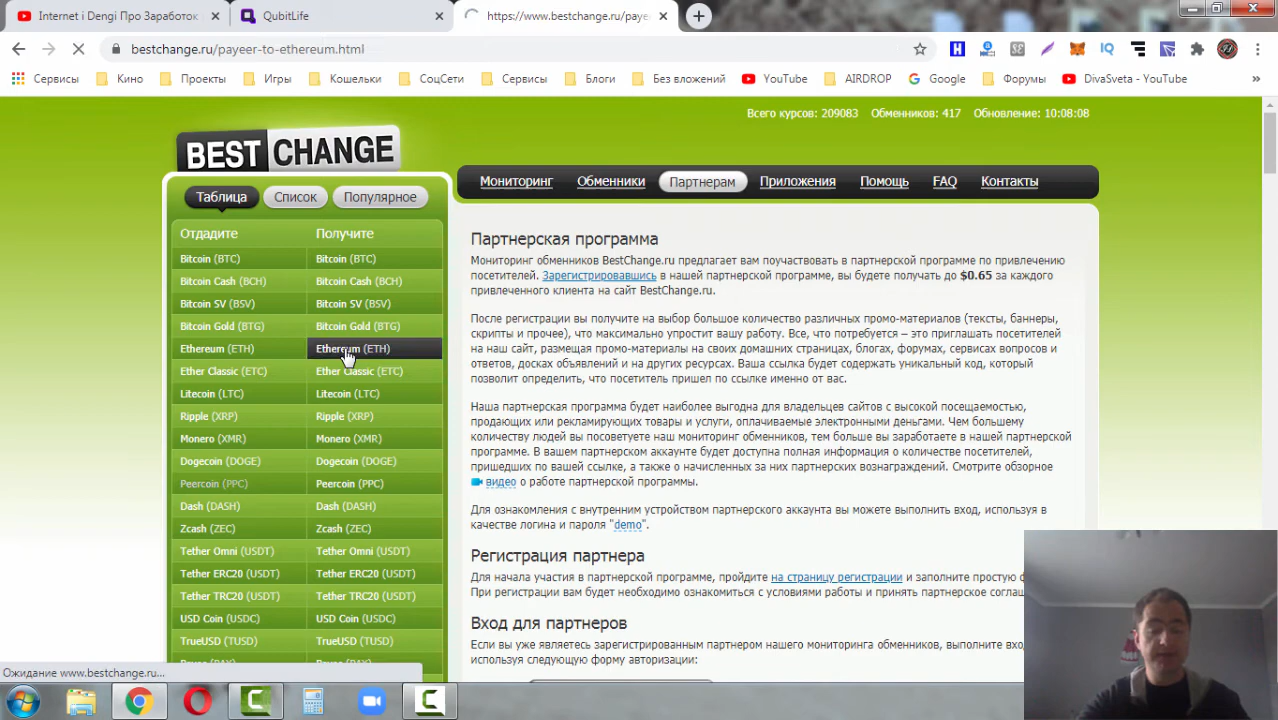 Internet i Dengi Про Заработок
QubitLife
https://www.bestchange.ru/paye
bestchange.ru/payeer-to-ethereum.html
Сервисы
Кино
Проекты
Игры
Кошельки
СоцСети
Сервисы
Блоги
Без вложений
YouTube
AIRDROP
Google
Форумы
DivaSveta - YouTube
Всего курсов: 209083 Обменников: 417 Обновление: 10:08:08
BEST CHANGE
Мониторинг Обменники Партнерам Приложения Помощь FAQ Контакты
Таблица Список Популярное
Отдадите Получите
Bitcoin (BTC) Bitcoin (BTC)
Bitcoin Cash (BCH) Bitcoin Cash (BCH)
Bitcoin SV (BSV) Bitcoin SV (BSV)
Bitcoin Gold (BTG) Bitcoin Gold (BTG)
Ethereum (ETH) Ethereum (ETH)
Ether Classic (ETC) Ether Classic (ETC)
Litecoin (LTC) Litecoin (LTC)
Ripple (XRP) Ripple (XRP)
Monero (XMR) Monero (XMR)
Dogecoin (DOGE) Dogecoin (DOGE)
Peercoin (PPC) Peercoin (PPC)
Dash (DASH) Dash (DASH)
Zcash (ZEC) Zcash (ZEC)
Tether Omni (USDT) Tether Omni (USDT)
Tether ERC20 (USDT) Tether ERC20 (USDT)
Tether TRC20 (USDT) Tether TRC20 (USDT)
USD Coin (USDC) USD Coin (USDC)
TrueUSD (TUSD) TrueUSD (TUSD)
Партнерская программа
Мониторинг обменников BestChange.ru предлагает вам поучаствовать в партнерской программе по привлечению
посетителей. Зарегистрировавшись в нашей партнерской программе, вы будете получать до $0.65 за каждого
привлеченного клиента на сайт BestChange.ru.
После регистрации вы получите на выбор большое количество различных промо-материалов (тексты, баннеры,
скрипты и прочее), что максимально упростит вашу работу. Все, что потребуется – это приглашать посетителей
на наш сайт, размещая промо-материалы на своих домашних страницах, блогах, форумах, сервисах вопросов и
ответов, досках объявлений и на других ресурсах. Ваша ссылка будет содержать уникальный код, который
позволит определить, что посетитель пришел по ссылке именно от вас.
Наша партнерская программа будет наиболее выгодна для владельцев сайтов с высокой посещаемостью,
продающих или рекламирующих товары и услуги, оплачиваемые электронными деньгами. Чем большему
количеству людей вы посоветуете наш мониторинг обменников, тем больше вы заработаете в нашей партнерской
программе. В вашем партнерском аккаунте будет доступна полная информация о количестве посетителей,
пришедших по вашей ссылке, а также о начисленных за них партнерских вознаграждений. Смотрите обзорное
видео о работе партнерской программы.
Для ознакомления с внутренним устройством партнерского аккаунта вы можете выполнить вход, используя в
качестве логина и пароля "demo".
Регистрация партнера
Для начала участия в партнерской программе, пройдите на страницу регистрации и заполните простую
При регистрации вам будет необходимо ознакомиться с условиями работы и принять партнерское
Вход для партнеров
Если вы уже являетесь зарегистрированным партнером нашего мониторинга обменников, выполните
используя следующую форму авторизации:
Ожидание www.bestchange.ru...